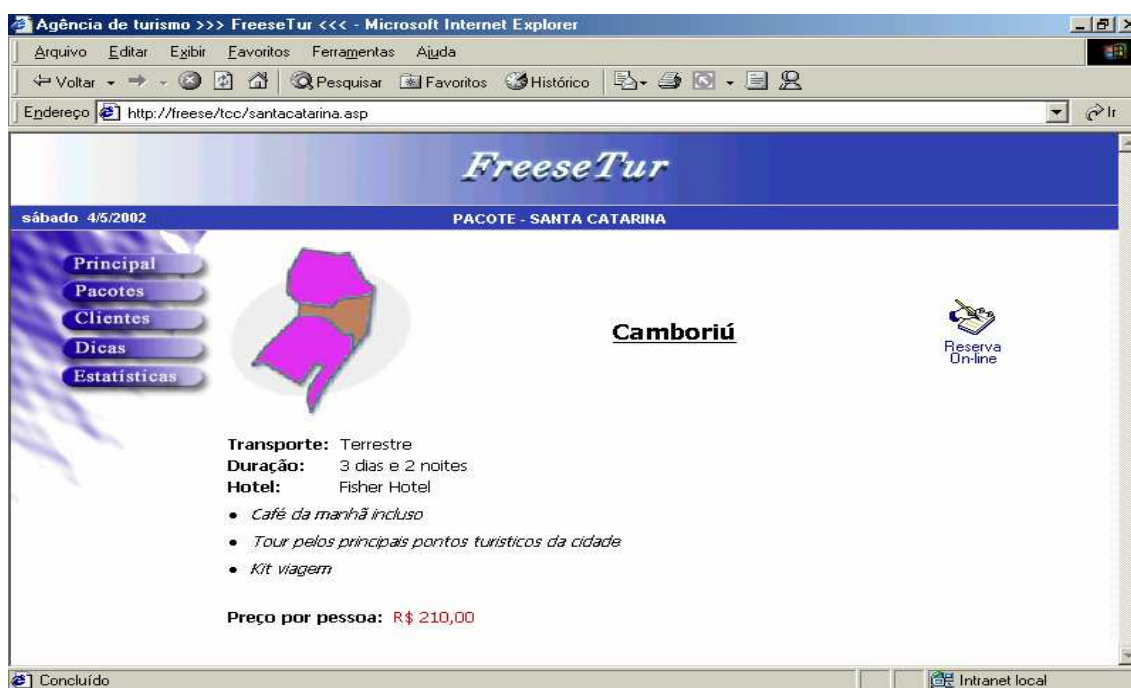 Agência de turismo >>> FreeseTur <<< - Microsoft Internet Explorer
Arquivo Editar Exibir Favoritos Ferramentas Ajuda
Voltar Pesquisar Favoritos Histórico
Endereço http://freese/tcc/santacatarina.asp Ir
FreeseTur
sábado 4/5/2002 PACOTE - SANTA CATARINA
Principal
Pacotes
Clientes
Dicas
Estatísticas
Camboriú
Reserva
On-line
Transporte: Terrestre
Duração: 3 dias e 2 noites
Hotel: Fisher Hotel
• Café da manhã incluso
• Tour pelos principais pontos turisticos da cidade
• Kit viagem
Preço por pessoa: R$ 210,00
Concluído Intranet local